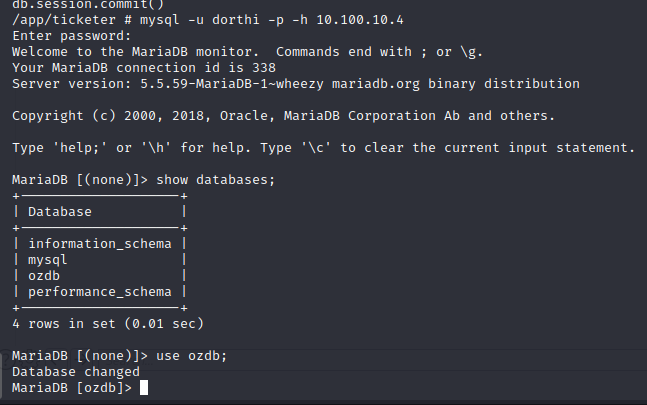 db.session.commit()
/app/ticketer # mysql -u dorthi -p -h 10.100.10.4
Enter password:
Welcome to the MariaDB monitor.  Commands end with ; or \g.
Your MariaDB connection id is 338
Server version: 5.5.59-MariaDB-1~wheezy mariadb.org binary distribution
Copyright (c) 2000, 2018, Oracle, MariaDB Corporation Ab and others.
Type 'help;' or '\h' for help. Type '\c' to clear the current input statement.
MariaDB [(none)]> show databases;
+--------------------+
| Database           |
+--------------------+
| information_schema |
| mysql              |
| ozdb               |
| performance_schema |
+--------------------+
4 rows in set (0.01 sec)
MariaDB [(none)]> use ozdb;
Database changed
MariaDB [ozdb]>